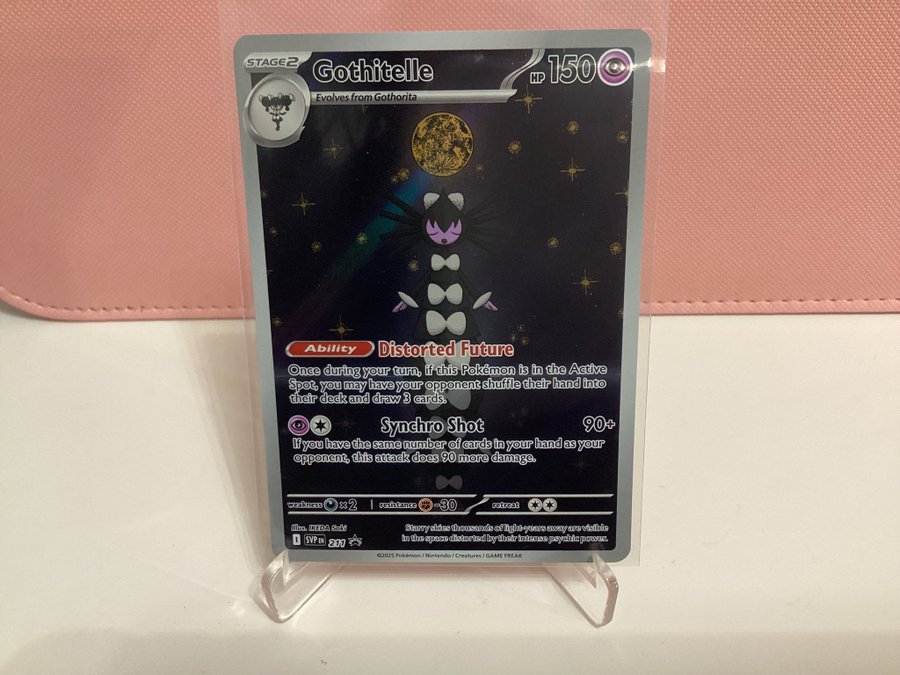 STAGE2 Gothitelle HP 150
Evolves from Gothorita
Ability Distorted Future
Once during your turn, if this Pokémon is in the Active
Spot, you may have your opponent shuffle their hand into
their deck and draw 3 cards.
Synchro Shot 90+
If you have the same number of cards in your hand as your
opponent, this attack does 90 more damage.
weakness ×2 resistance -30 retreat
Illus. IKEDA Saki
Starry skies thousands of light-years away are visible
in the space distorted by their intense psychic power.
I SVP EN 211
©2025 Pokémon / Nintendo / Creatures / GAME FREAK